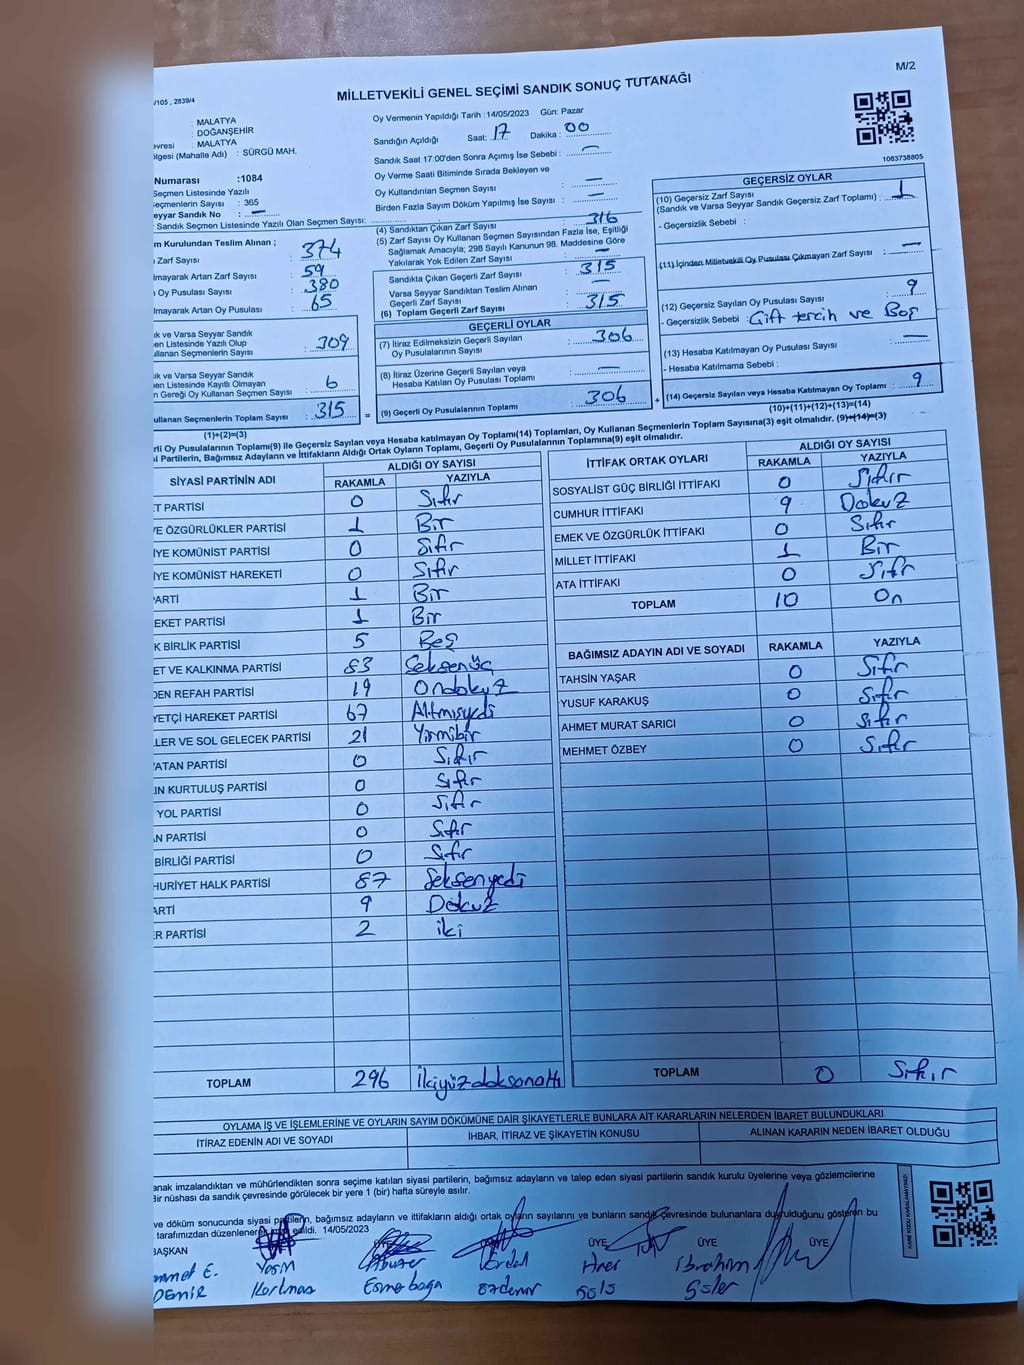 M/2
/105 , 2839/4
MİLLETVEKİLİ GENEL SEÇİMİ SANDIK SONUÇ TUTANAĞI
: MALATYA
: DOĞANŞEHİR
evresi : MALATYA
ölgesi (Mahalle Adı) : SÜRGÜ MAH.
Numarası :1084
Seçmen Listesinde Yazılı
eçmenlerin Sayısı : 365
eyyar Sandık No : —
Sandık Seçmen Listesinde Yazılı Olan Seçmen Sayısı:
Oy Vermenin Yapıldığı Tarih :14/05/2023 Gün: Pazar
Sandığın Açıldığı Saat: 17 Dakika : 00
Sandık Saat 17:00'den Sonra Açımış İse Sebebi : —
Oy Verme Saati Bitiminde Sırada Bekleyen ve
Oy Kullandırılan Seçmen Sayısı : —
Birden Fazla Sayım Döküm Yapılmış İse Sayısı : —
1083738805
m Kurulundan Teslim Alınan ;
Zarf Sayısı : 374
lmayarak Artan Zarf Sayısı : 59
Oy Pusulası Sayısı : 380
lmayarak Artan Oy Pusulası : 65
ık ve Varsa Seyyar Sandık
en Listesinde Yazılı Olup
ullanan Seçmenlerin Sayısı : 309
ık ve Varsa Seyyar Sandık
en Listesinde Kayıtlı Olmayan
n Gereği Oy Kullanan Seçmen Sayısı : 6
ullanan Seçmenlerin Toplam Sayısı : 315 =
(1)+(2)=(3)
(4) Sandıktan Çıkan Zarf Sayısı : 316
(5) Zarf Sayısı Oy Kullanan Seçmen Sayısından Fazla İse, Eşitliği
Sağlamak Amacıyla; 298 Sayılı Kanunun 98. Maddesine Göre
Yakılarak Yok Edilen Zarf Sayısı : —
Sandıkta Çıkan Geçerli Zarf Sayısı : 315
Varsa Seyyar Sandıktan Teslim Alınan
Geçerli Zarf Sayısı : —
(6) Toplam Geçerli Zarf Sayısı : 315
GEÇERLİ OYLAR
(7) İtiraz Edilmeksizin Geçerli Sayılan
Oy Pusulalarının Sayısı : 306
(8) İtiraz Üzerine Geçerli Sayılan veya
Hesaba Katılan Oy Pusulası Toplamı : —
(9) Geçerli Oy Pusulalarının Toplamı : 306 +
GEÇERSİZ OYLAR
(10) Geçersiz Zarf Sayısı
(Sandık ve Varsa Seyyar Sandık Geçersiz Zarf Toplamı) : 1
- Geçersizlik Sebebi :
(11) İçinden Milletvekili Oy Pusulası Çıkmayan Zarf Sayısı : —
(12) Geçersiz Sayılan Oy Pusulası Sayısı : 9
- Geçersizlik Sebebi : Çift tercih ve Boş
(13) Hesaba Katılmayan Oy Pusulası Sayısı : —
- Hesaba Katılmama Sebebi :
(14) Geçersiz Sayılan veya Hesaba Katılmayan Oy Toplamı : 9
(10)+(11)+(12)+(13)=(14)
rli Oy Pusulalarının Toplamı(9) ile Geçersiz Sayılan veya Hesaba katılmayan Oy Toplamı(14) Toplamları, Oy Kullanan Seçmenlerin Toplam Sayısına(3) eşit olmalıdır. (9)+(14)=(3)
i Partilerin, Bağımsız Adayların ve İttifakların Aldığı Ortak Oyların Toplamı, Geçerli Oy Pusulalarının Toplamına(9) eşit olmalıdır.
SİYASİ PARTİNİN ADI ALDIĞI OY SAYISI
RAKAMLA YAZIYLA
T PARTİSİ 0 Sıfır
VE ÖZGÜRLÜKLER PARTİSİ 1 Bir
İYE KOMÜNİST PARTİSİ 0 Sıfır
İYE KOMÜNİST HAREKETİ 0 Sıfır
ARTİ 1 Bir
EKET PARTİSİ 1 Bir
K BİRLİK PARTİSİ 5 Beş
ET VE KALKINMA PARTİSİ 83 Seksenüç
DEN REFAH PARTİSİ 19 Ondokuz
YETÇİ HAREKET PARTİSİ 67 Altmışyedi
LLER VE SOL GELECEK PARTİSİ 21 Yirmibir
VATAN PARTİSİ 0 Sıfır
IN KURTULUŞ PARTİSİ 0 Sıfır
YOL PARTİSİ 0 Sıfır
AN PARTİSİ 0 Sıfır
BİRLİĞİ PARTİSİ 0 Sıfır
HURİYET HALK PARTİSİ 87 Seksenyedi
ARTİ 9 Dokuz
ER PARTİSİ 2 iki
TOPLAM 296 İkiyüzdoksanaltı
İTTİFAK ORTAK OYLARI ALDIĞI OY SAYISI
RAKAMLA YAZIYLA
SOSYALİST GÜÇ BİRLİĞİ İTTİFAKI 0 Sıfır
CUMHUR İTTİFAKI 9 Dokuz
EMEK VE ÖZGÜRLÜK İTTİFAKI 0 Sıfır
MİLLET İTTİFAKI 1 Bir
ATA İTTİFAKI 0 Sıfır
TOPLAM 10 On
BAĞIMSIZ ADAYIN ADI VE SOYADI RAKAMLA YAZIYLA
TAHSİN YAŞAR 0 Sıfır
YUSUF KARAKUŞ 0 Sıfır
AHMET MURAT SARICI 0 Sıfır
MEHMET ÖZBEY 0 Sıfır
TOPLAM 0 Sıfır
OYLAMA İŞ VE İŞLEMLERİNE VE OYLARIN SAYIM DÖKÜMÜNE DAİR ŞİKAYETLERLE BUNLARA AİT KARARLARIN NELERDEN İBARET BULUNDUKLARI
İTİRAZ EDENİN ADI VE SOYADI İHBAR, İTİRAZ VE ŞİKAYETİN KONUSU ALINAN KARARIN NEDEN İBARET OLDUĞU
anak imzalandıktan ve mühürlendikten sonra seçime katılan siyasi partilerin, bağımsız adayların ve talep eden siyasi partilerin sandık kurulu üyelerine veya gözlemcilerine
Bir nüshası da sandık çevresinde görülecek bir yere 1 (bir) hafta süreyle asılır.
ve döküm sonucunda siyasi partilerin, bağımsız adayların ve ittifakların aldığı ortak oyların sayılarını ve bunların sandık çevresinde bulunanlara duyrulduğunu gösteren bu
tarafımızdan düzenlenerek edildi. 14/05/2023
BAŞKAN ÜYE ÜYE ÜYE
E. İbrahim
DEMİR Korkmaz
KARE KODU KARALAMAYINIZ!